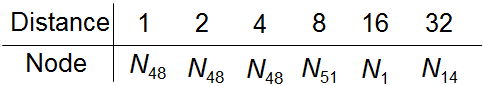 Distance 1 2 4 8 16 32
Node N48 N48 N48 N51 N1 N14